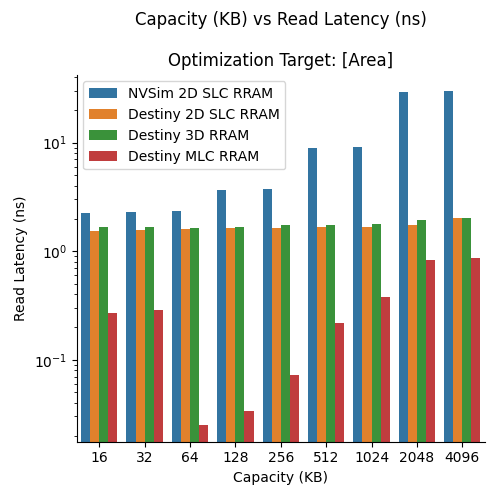 Capacity (KB) vs Read Latency (ns)
Optimization Target: [Area]
NVSim 2D SLC RRAM
Destiny 2D SLC RRAM
Destiny 3D RRAM
Destiny MLC RRAM
Read Latency (ns)
10¹
10⁰
10⁻¹
16 32 64 128 256 512 1024 2048 4096
Capacity (KB)